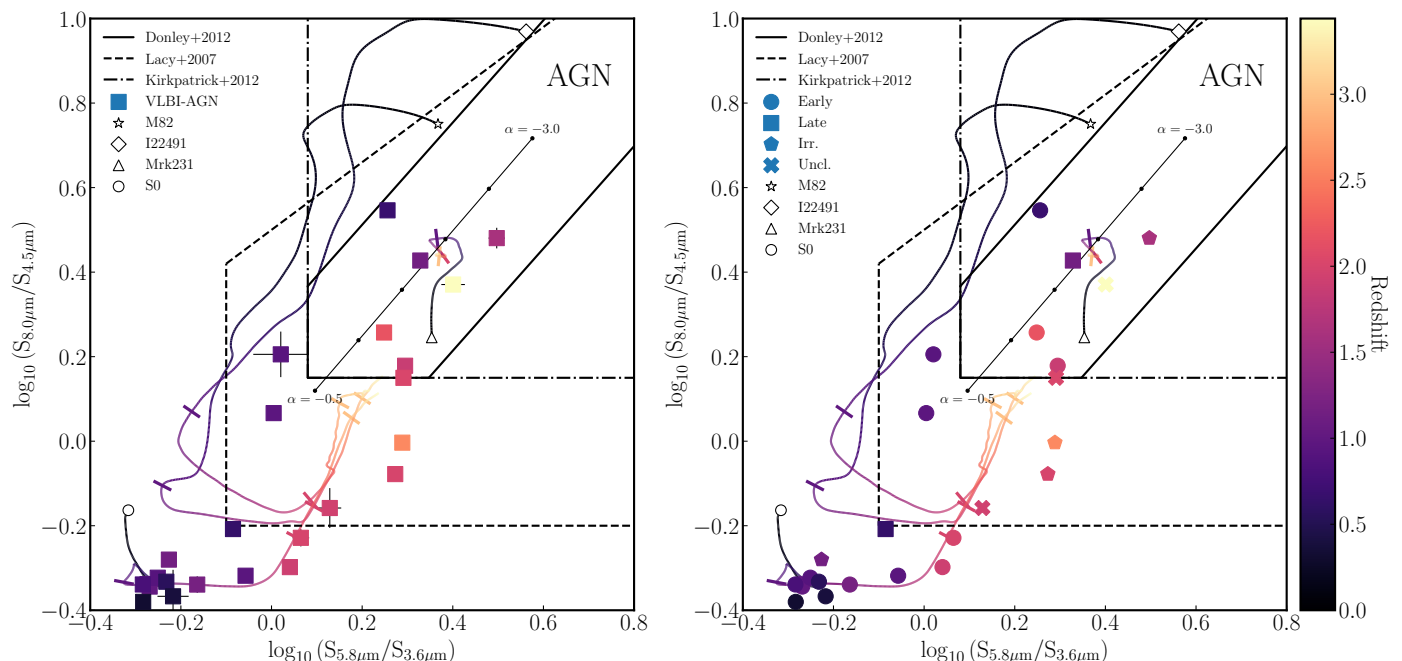 1.0
0.8
0.6
0.4
0.2
0.0
−0.2
−0.4
log₁₀ (S₈.₀μm/S₄.₅μm)
Donley+2012
Lacy+2007
Kirkpatrick+2012
VLBI-AGN
M82
I22491
Mrk231
S0
AGN
α = −3.0
α = −0.5
−0.4
−0.2
0.0
0.2
0.4
0.6
0.8
log₁₀ (S₅.₈μm/S₃.₆μm)
1.0
0.8
0.6
0.4
0.2
0.0
−0.2
−0.4
log₁₀ (S₈.₀μm/S₄.₅μm)
Donley+2012
Lacy+2007
Kirkpatrick+2012
Early
Late
Irr.
Uncl.
M82
I22491
Mrk231
S0
AGN
α = −3.0
α = −0.5
−0.4
−0.2
0.0
0.2
0.4
0.6
0.8
log₁₀ (S₅.₈μm/S₃.₆μm)
3.0
2.5
2.0
1.5
1.0
0.5
0.0
Redshift